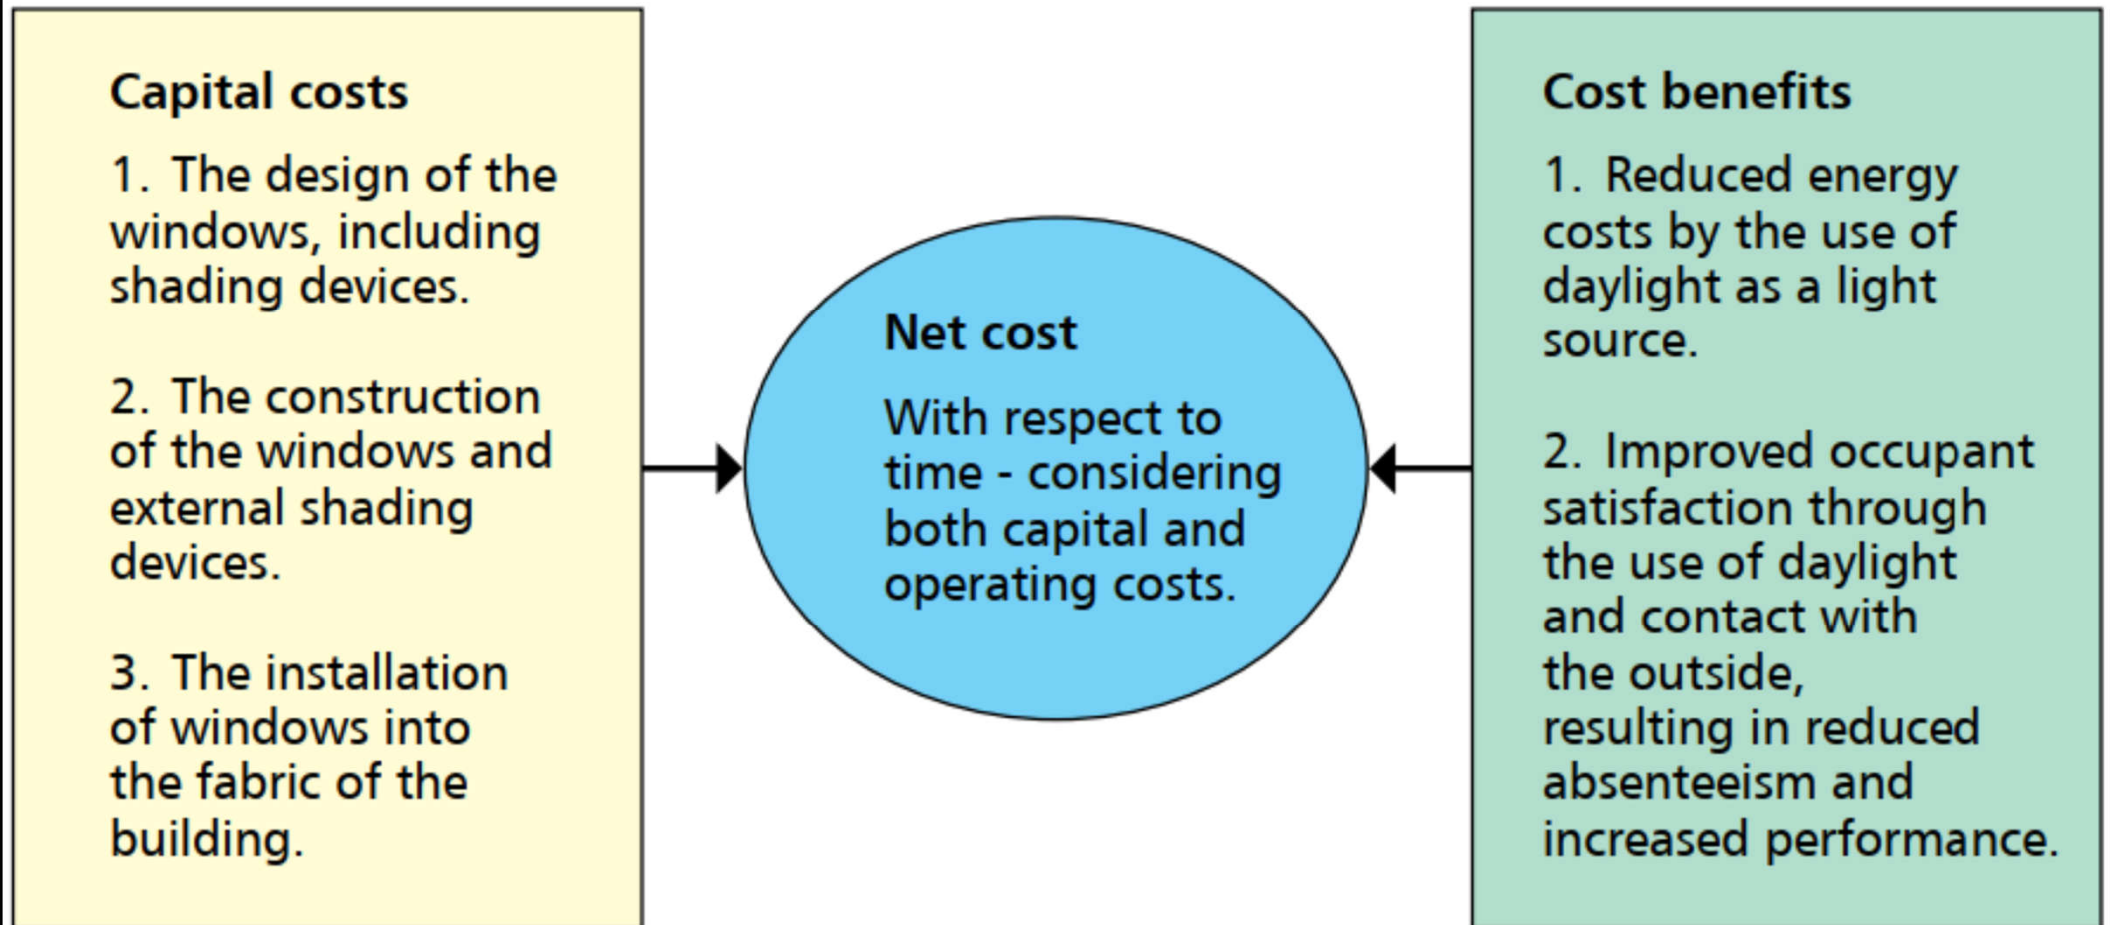 Capital costs
1. The design of the
windows, including
shading devices.
2. The construction
of the windows and
external shading
devices.
3. The installation
of windows into
the fabric of the
building.
Net cost
With respect to
time - considering
both capital and
operating costs.
Cost benefits
1. Reduced energy
costs by the use of
daylight as a light
source.
2. Improved occupant
satisfaction through
the use of daylight
and contact with
the outside,
resulting in reduced
absenteeism and
increased performance.